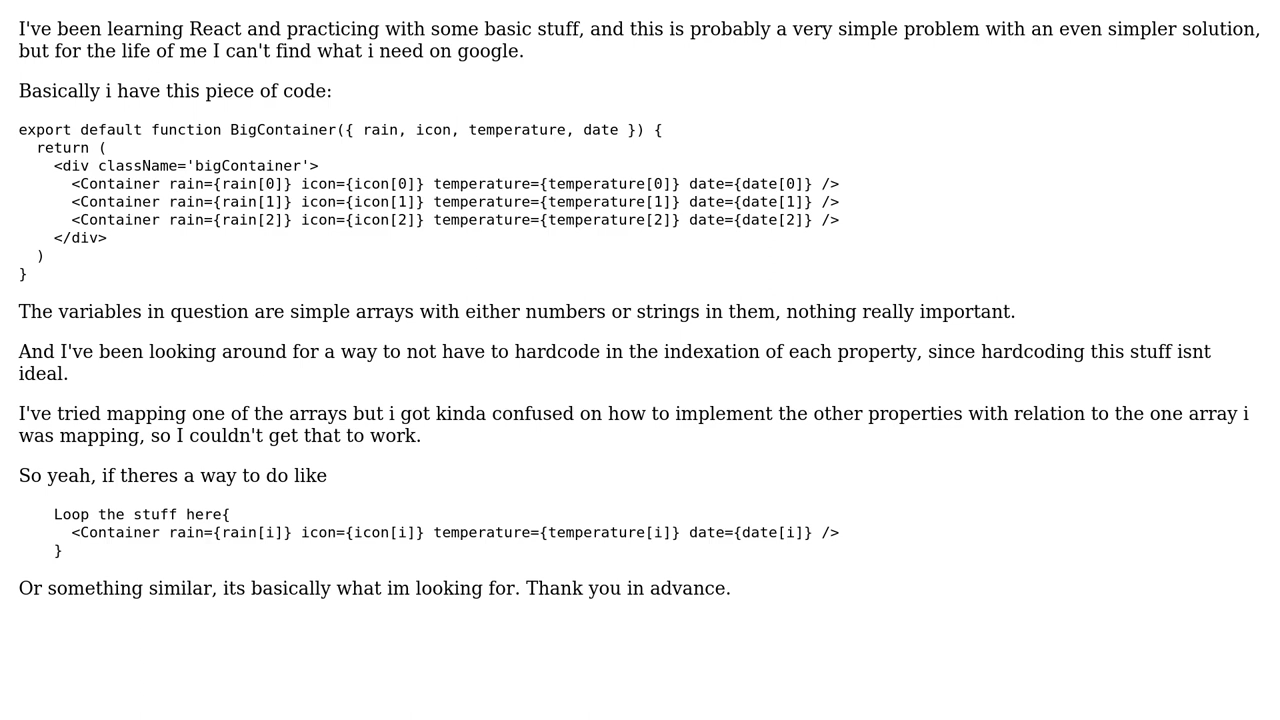 I've been learning React and practicing with some basic stuff, and this is probably a very simple problem with an even simpler solution,
but for the life of me I can't find what i need on google.
Basically i have this piece of code:
export default function BigContainer({ rain, icon, temperature, date }) {
  return (
    <div className='bigContainer'>
      <Container rain={rain[0]} icon={icon[0]} temperature={temperature[0]} date={date[0]} />
      <Container rain={rain[1]} icon={icon[1]} temperature={temperature[1]} date={date[1]} />
      <Container rain={rain[2]} icon={icon[2]} temperature={temperature[2]} date={date[2]} />
    </div>
  )
}
The variables in question are simple arrays with either numbers or strings in them, nothing really important.
And I've been looking around for a way to not have to hardcode in the indexation of each property, since hardcoding this stuff isnt
ideal.
I've tried mapping one of the arrays but i got kinda confused on how to implement the other properties with relation to the one array i
was mapping, so I couldn't get that to work.
So yeah, if theres a way to do like
    Loop the stuff here{
      <Container rain={rain[i]} icon={icon[i]} temperature={temperature[i]} date={date[i]} />
    }
Or something similar, its basically what im looking for. Thank you in advance.